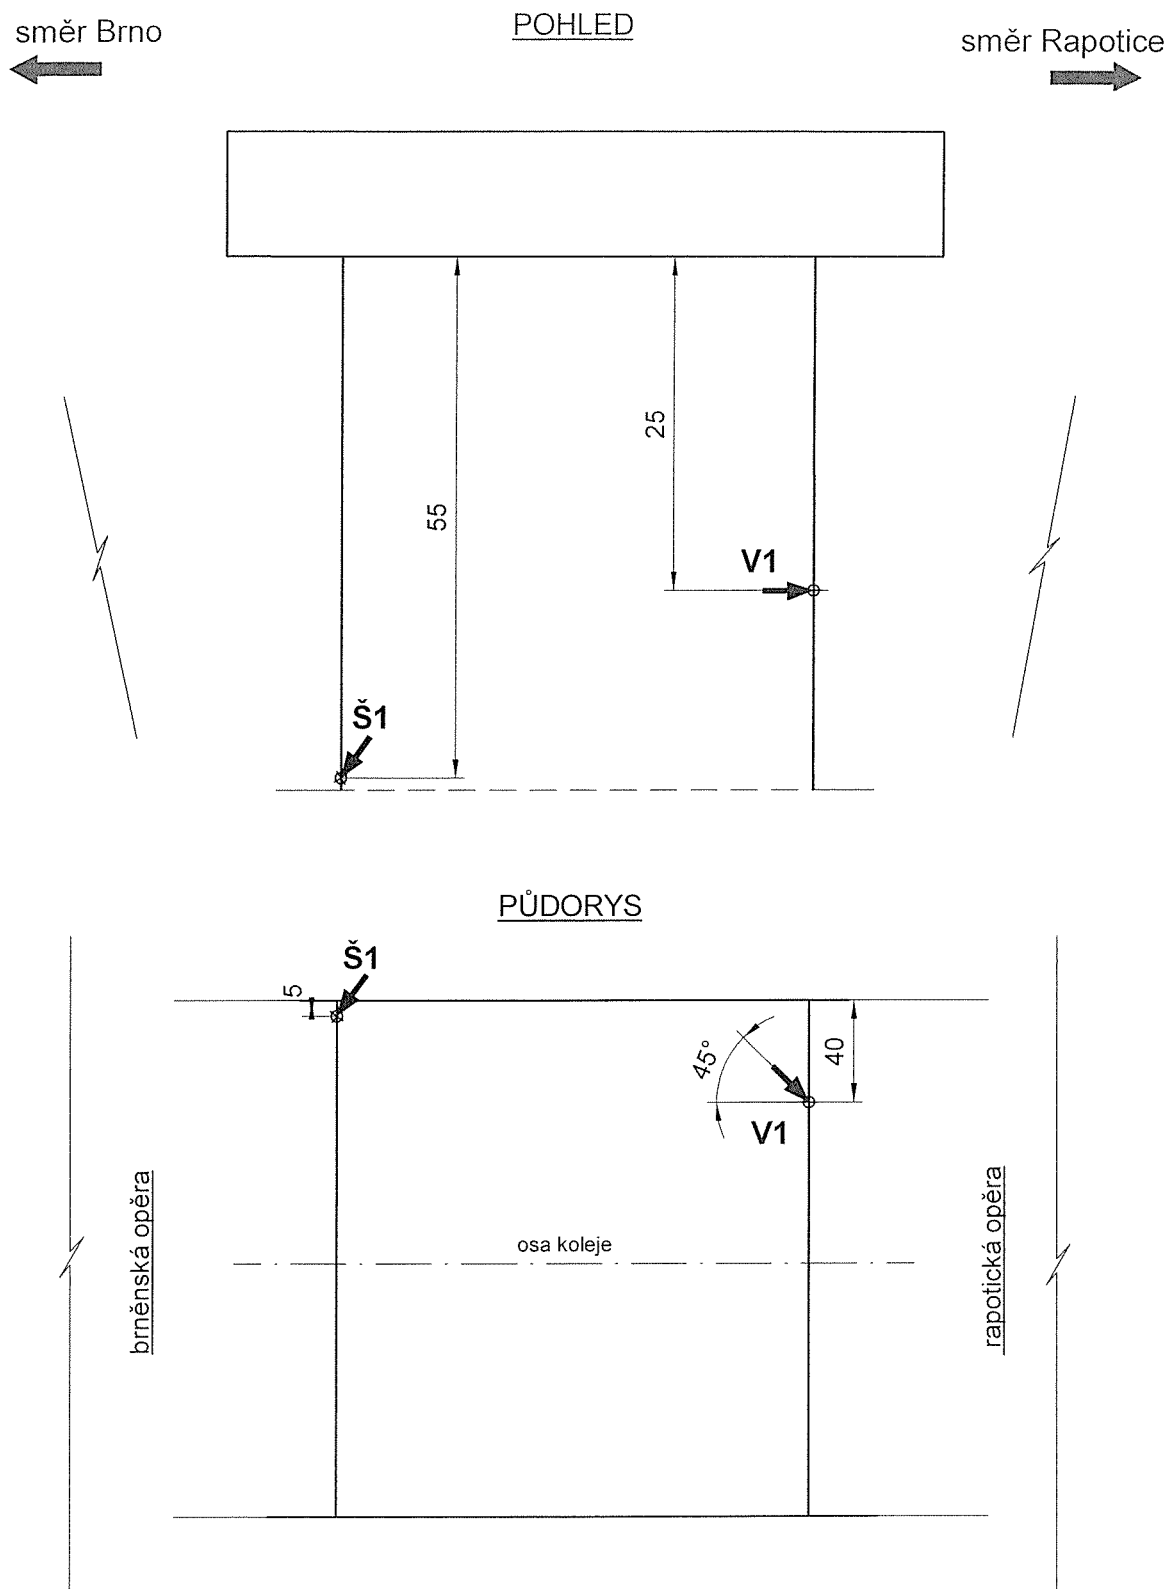 POHLED
směr Brno
směr Rapotice
25
55
V1
Š1
PŮDORYS
Š1
5
40
45°
V1
brněnská opěra
rapotická opěra
osa koleje